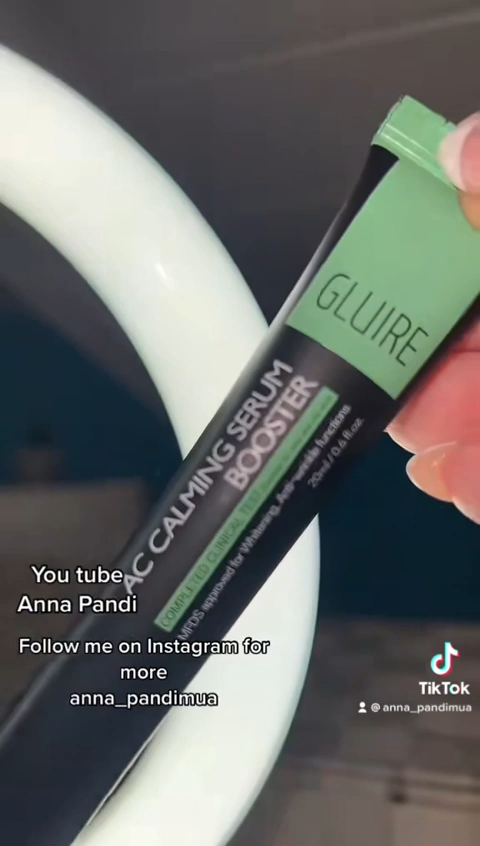 GLUIRE
AC CALMING SERUM
BOOSTER
COMPLETED CLINICAL TEST
MFDS approved for Whitening, Anti-wrinkle functions
20ml / 0.6 fl.oz.
You tube
Anna Pandi
Follow me on Instagram for
more
anna_pandimua
TikTok
@anna_pandimua